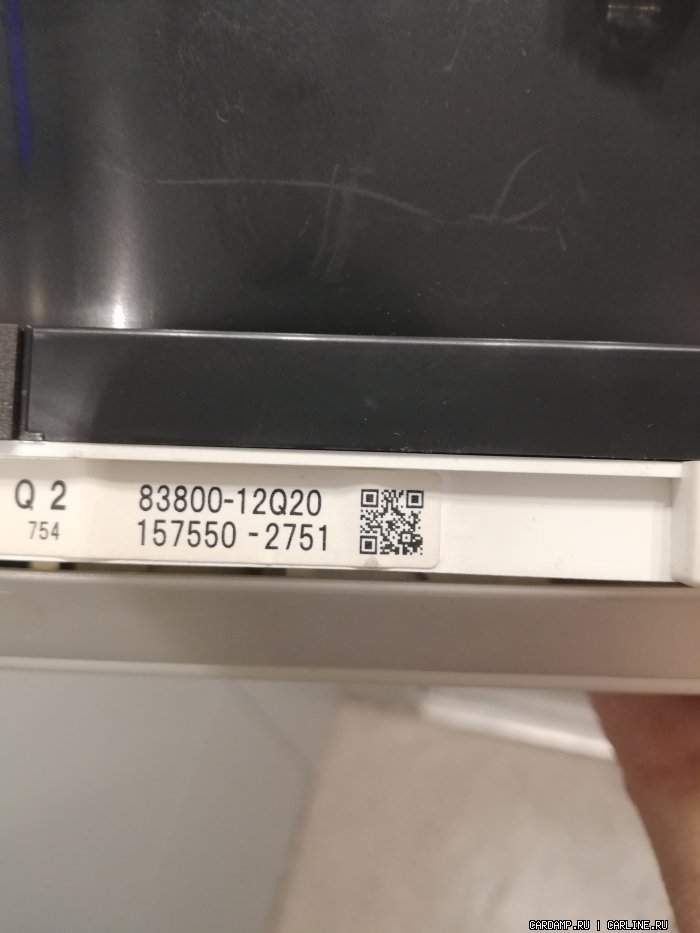 Q 2
754
83800-12Q20
157550 -2751
CARDAMP.RU | CARLINE.RU